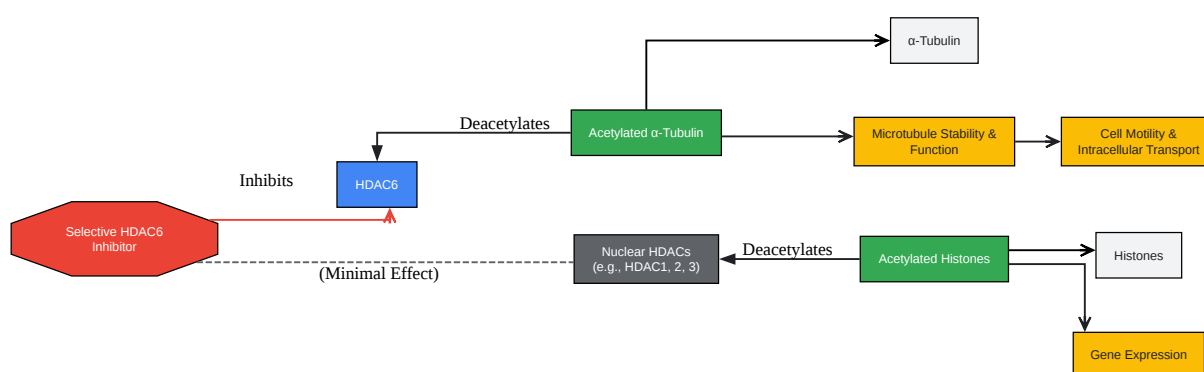 α-Tubulin
Deacetylates
Acetylated α-Tubulin
Microtubule Stability &
Function
Cell Motility &
Intracellular Transport
Inhibits
HDAC6
Selective HDAC6
Inhibitor
(Minimal Effect)
Nuclear HDACs
(e.g., HDAC1, 2, 3)
Deacetylates
Acetylated Histones
Histones
Gene Expression